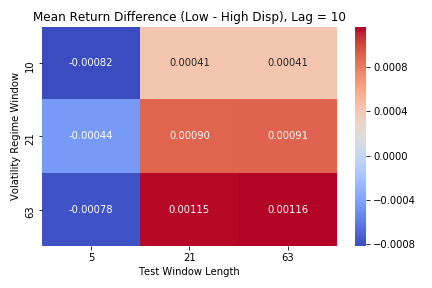 Mean Return Difference (Low - High Disp), Lag = 10
Volatility Regime Window
10
21
63
-0.00082 0.00041 0.00041
-0.00044 0.00090 0.00091
-0.00078 0.00115 0.00116
5 21 63
Test Window Length
0.0008
0.0004
0.0000
−0.0004
−0.0008